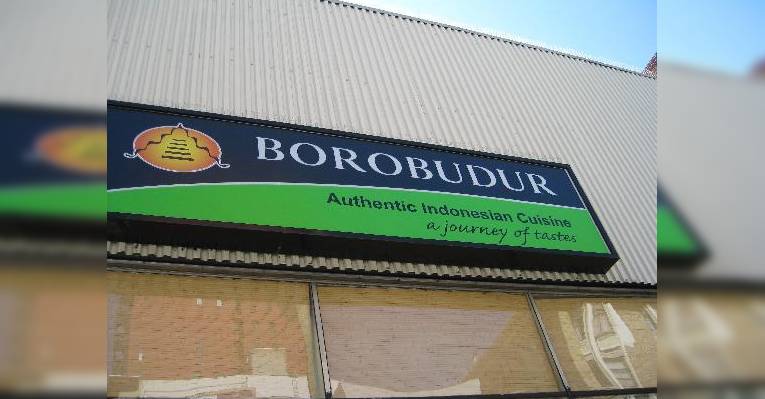 BOROBUDUR
Authentic Indonesian Cuisine
a journey of tastes